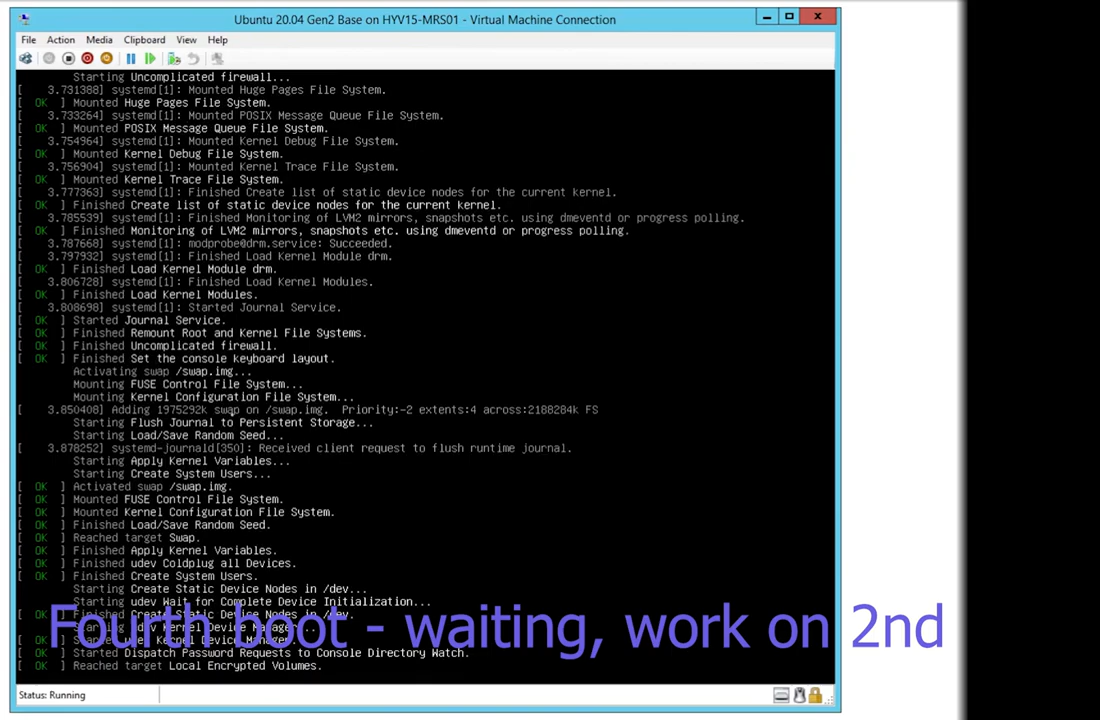 Ubuntu 20.04 Gen2 Base on HYV15-MRS01 - Virtual Machine Connection
File Action Media Clipboard View Help
Starting Uncomplicated firewall...
[ 3.731388] systemd[1]: Mounted Huge Pages File System.
[ OK ] Mounted Huge Pages File System.
[ 3.733264] systemd[1]: Mounted POSIX Message Queue File System.
[ OK ] Mounted POSIX Message Queue File System.
[ 3.754964] systemd[1]: Mounted Kernel Debug File System.
[ OK ] Mounted Kernel Debug File System.
[ 3.756904] systemd[1]: Mounted Kernel Trace File System.
[ OK ] Mounted Kernel Trace File System.
[ 3.777363] systemd[1]: Finished Create list of static device nodes for the current kernel.
[ OK ] Finished Create list of static device nodes for the current kernel.
[ 3.785539] systemd[1]: Finished Monitoring of LVM2 mirrors, snapshots etc. using dmeventd or progress polling.
[ OK ] Finished Monitoring of LVM2 mirrors, snapshots etc. using dmeventd or progress polling.
[ 3.787668] systemd[1]: modprobe@drm.service: Succeeded.
[ 3.797932] systemd[1]: Finished Load Kernel Module drm.
[ OK ] Finished Load Kernel Module drm.
[ 3.806728] systemd[1]: Finished Load Kernel Modules.
[ OK ] Finished Load Kernel Modules.
[ 3.808698] systemd[1]: Started Journal Service.
[ OK ] Started Journal Service.
[ OK ] Finished Remount Root and Kernel File Systems.
[ OK ] Finished Uncomplicated firewall.
[ OK ] Finished Set the console keyboard layout.
Activating swap /swap.img...
Mounting FUSE Control File System...
Mounting Kernel Configuration File System...
[ 3.850408] Adding 1975292k swap on /swap.img. Priority:-2 extents:4 across:2188284k FS
Starting Flush Journal to Persistent Storage...
Starting Load/Save Random Seed...
[ 3.878252] systemd-journald[350]: Received client request to flush runtime journal.
Starting Apply Kernel Variables...
Starting Create System Users...
[ OK ] Activated swap /swap.img.
[ OK ] Mounted FUSE Control File System.
[ OK ] Mounted Kernel Configuration File System.
[ OK ] Finished Load/Save Random Seed.
[ OK ] Reached target Swap.
[ OK ] Finished Apply Kernel Variables.
[ OK ] Finished udev Coldplug all Devices.
[ OK ] Finished Create System Users.
Starting Create Static Device Nodes in /dev...
Starting udev Wait for Complete Device Initialization...
[ OK ] Finished Create Static Device Nodes in /dev.
Starting udev Kernel Device Manager...
[ OK ] Started udev Kernel Device Manager.
[ OK ] Started Dispatch Password Requests to Console Directory Watch.
[ OK ] Reached target Local Encrypted Volumes.
Fourth boot - waiting, work on 2nd
Status: Running